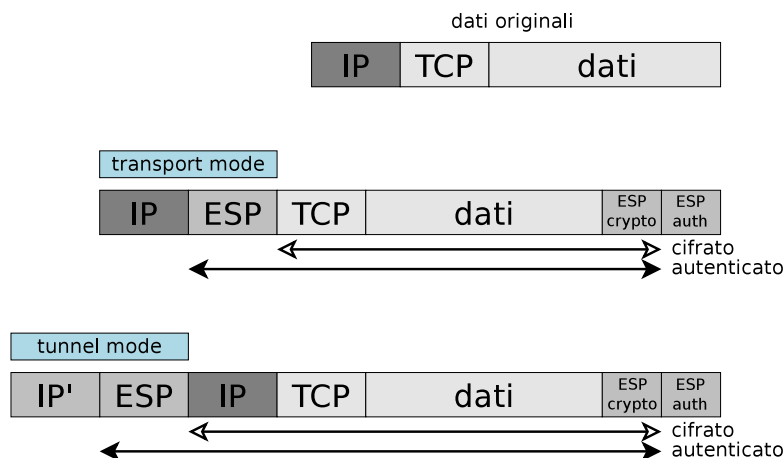 dati originali
IP TCP dati
transport mode
IP ESP TCP dati ESP crypto ESP auth
cifrato
autenticato
tunnel mode
IP' ESP IP TCP dati ESP crypto ESP auth
cifrato
autenticato